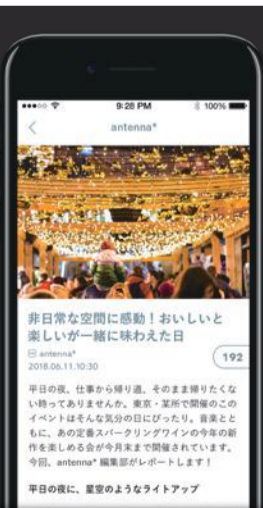 9:28 PM
100%
antenna*
非日常な空間に感動！おいしいと
楽しいが一緒に味わえた日
antenna*
2018.06.11.10:30
192
平日の夜、仕事から帰り道。そのまま帰りたくな
い時ってありませんか。東京・某所で開催のこの
イベントはそんな気分の日にぴったり。音楽とと
もに、あの定番スパークリングワインの今年の新
作を楽しめる会が今月末まで開催されています。
今回、antenna* 編集部がレポートします！
平日の夜に、星空のようなライトアップ